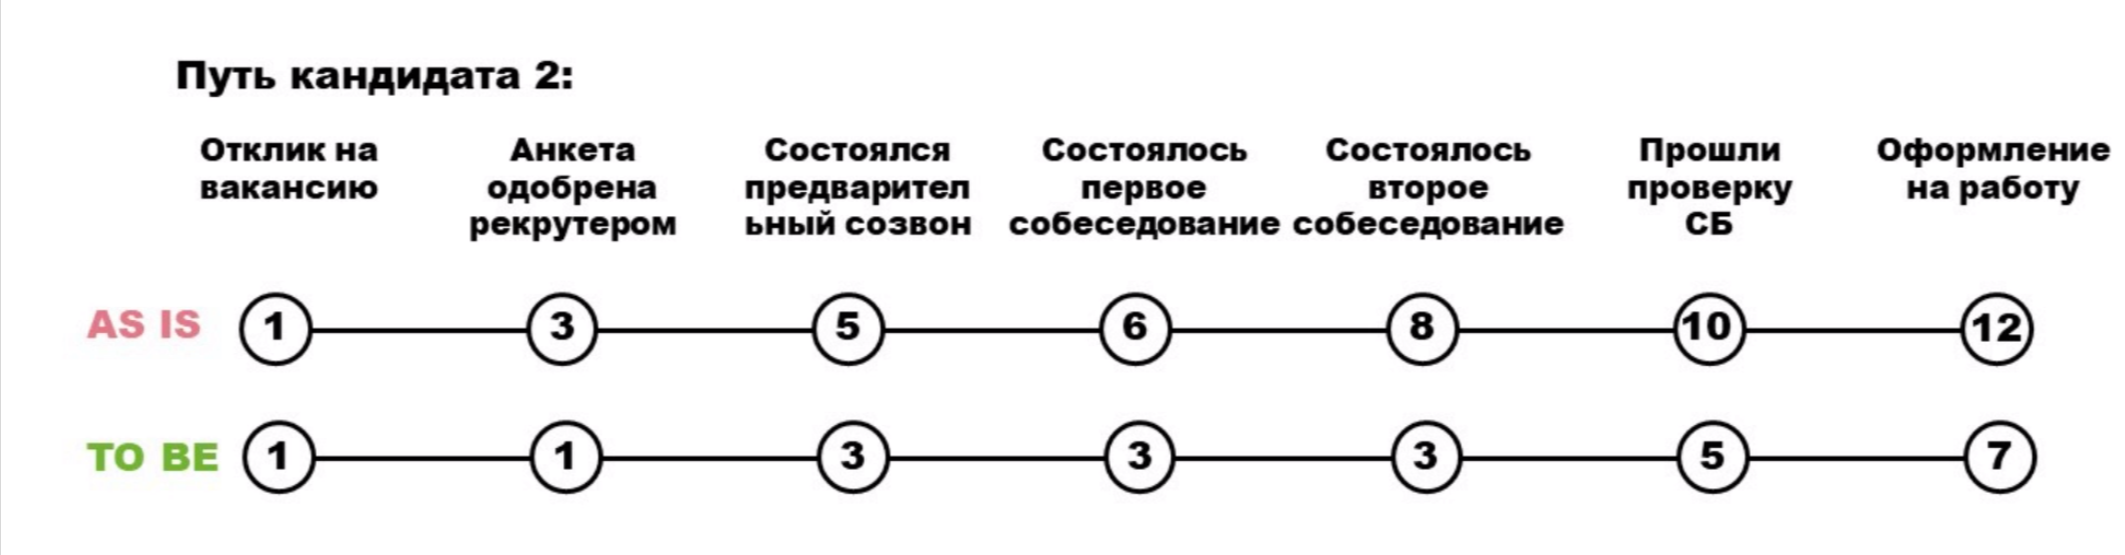 Путь кандидата 2:
Отклик на
вакансию
Анкета
одобрена
рекрутером
Состоялся
предварител
ьный созвон
Состоялось
первое
собеседование
Состоялось
второе
собеседование
Прошли
проверку
СБ
Оформление
на работу
AS IS 1 3 5 6 8 10 12
TO BE 1 1 3 3 3 5 7